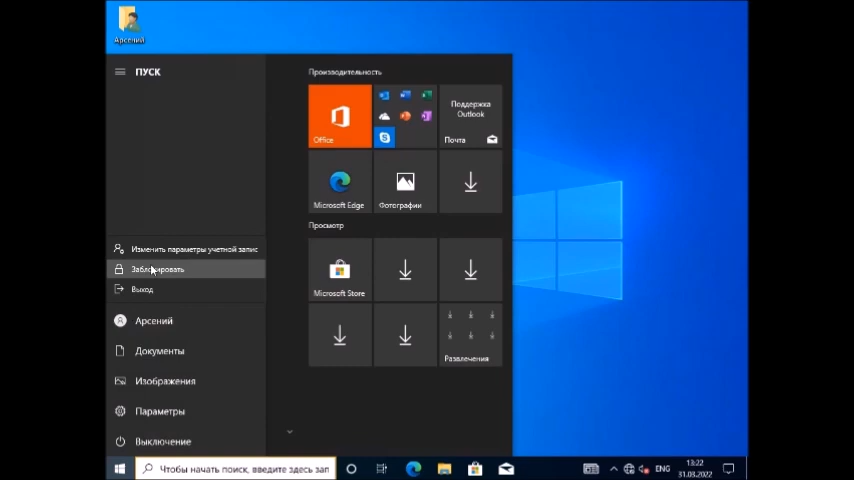 Арсений
ПУСК
Производительность
Office
Поддержка
Outlook
Почта
Microsoft Edge
Фотографии
Просмотр
Microsoft Store
Развлечения
Изменить параметры учетной запис
Заблокировать
Выход
Арсений
Документы
Изображения
Параметры
Выключение
Чтобы начать поиск, введите здесь зап
ENG
13:22
31.03.2022